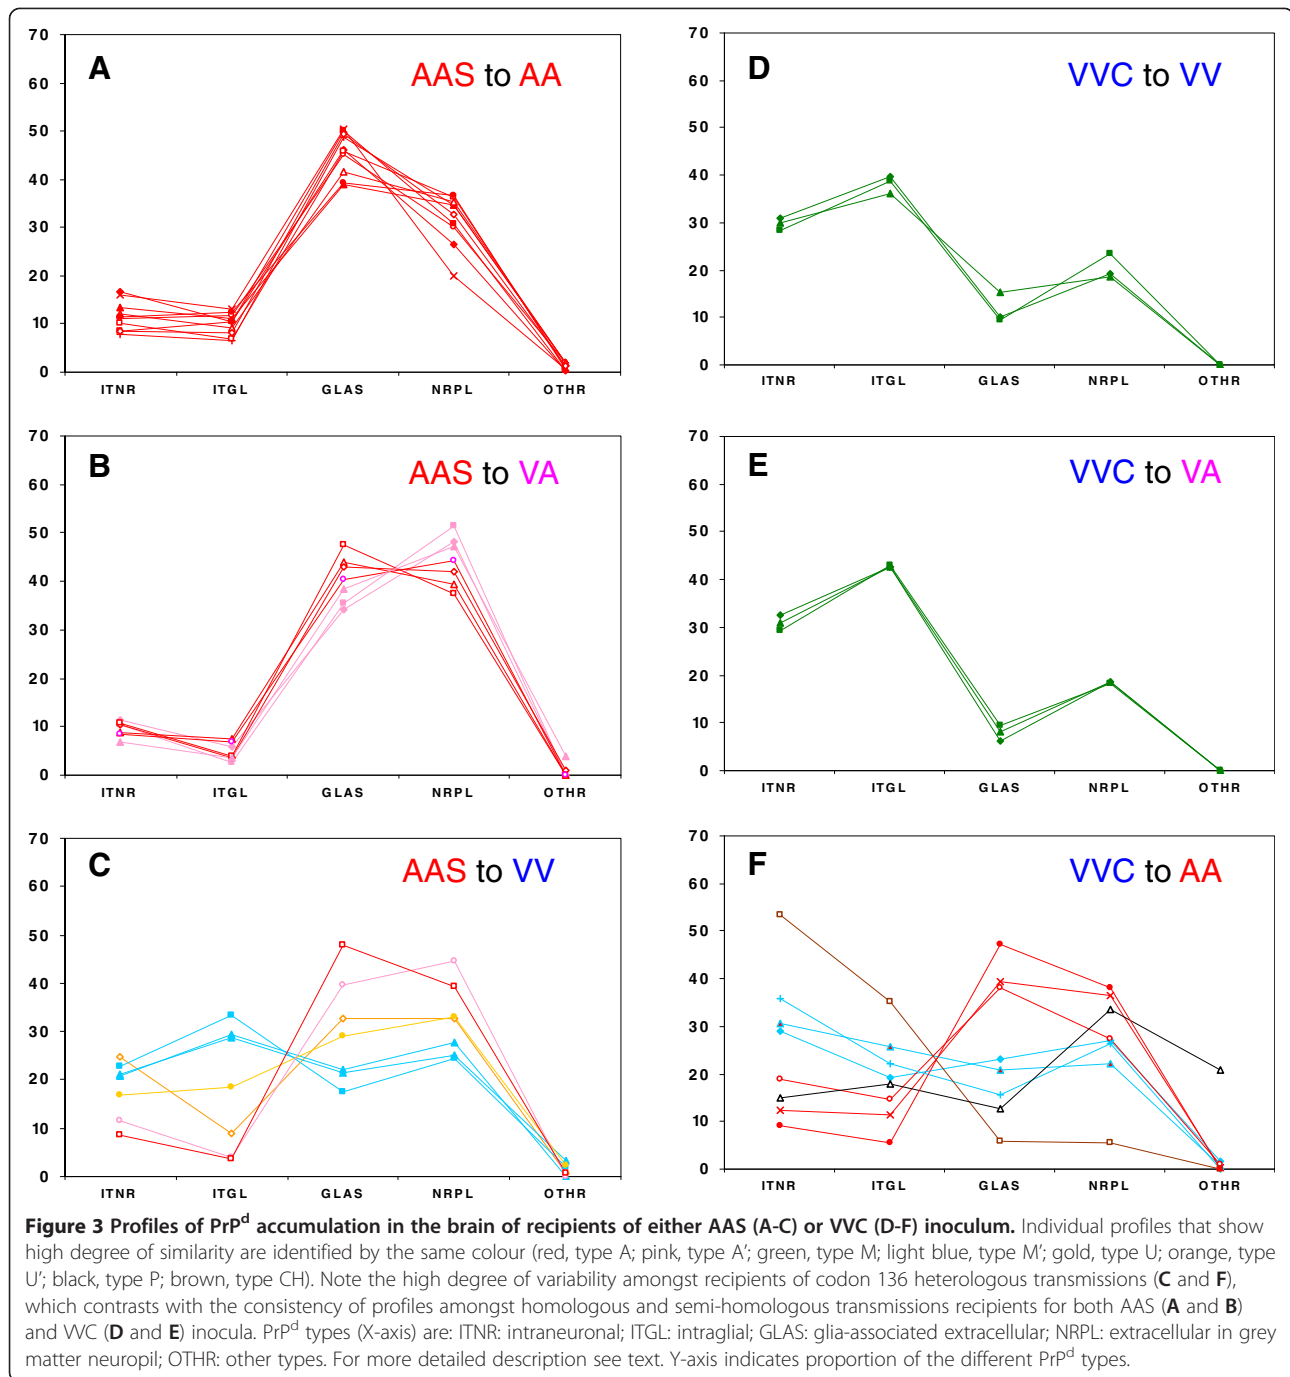 A
AAS to AA
70
60
50
40
30
20
10
0
ITNR ITGL GLAS NRPL OTHR
D
VVC to VV
70
60
50
40
30
20
10
0
ITNR ITGL GLAS NRPL OTHR
B
AAS to VA
70
60
50
40
30
20
10
0
ITNR ITGL GLAS NRPL OTHR
E
VVC to VA
70
60
50
40
30
20
10
0
ITNR ITGL GLAS NRPL OTHR
C
AAS to VV
70
60
50
40
30
20
10
0
ITNR ITGL GLAS NRPL OTHR
F
VVC to AA
70
60
50
40
30
20
10
0
ITNR ITGL GLAS NRPL OTHR
Figure 3 Profiles of PrPd accumulation in the brain of recipients of either AAS (A-C) or VVC (D-F) inoculum. Individual profiles that show
high degree of similarity are identified by the same colour (red, type A; pink, type A'; green, type M; light blue, type M'; gold, type U; orange, type
U'; black, type P; brown, type CH). Note the high degree of variability amongst recipients of codon 136 heterologous transmissions (C and F),
which contrasts with the consistency of profiles amongst homologous and semi-homologous transmissions recipients for both AAS (A and B)
and VVC (D and E) inocula. PrPd types (X-axis) are: ITNR: intraneuronal; ITGL: intraglial; GLAS: glia-associated extracellular; NRPL: extracellular in grey
matter neuropil; OTHR: other types. For more detailed description see text. Y-axis indicates proportion of the different PrPd types.